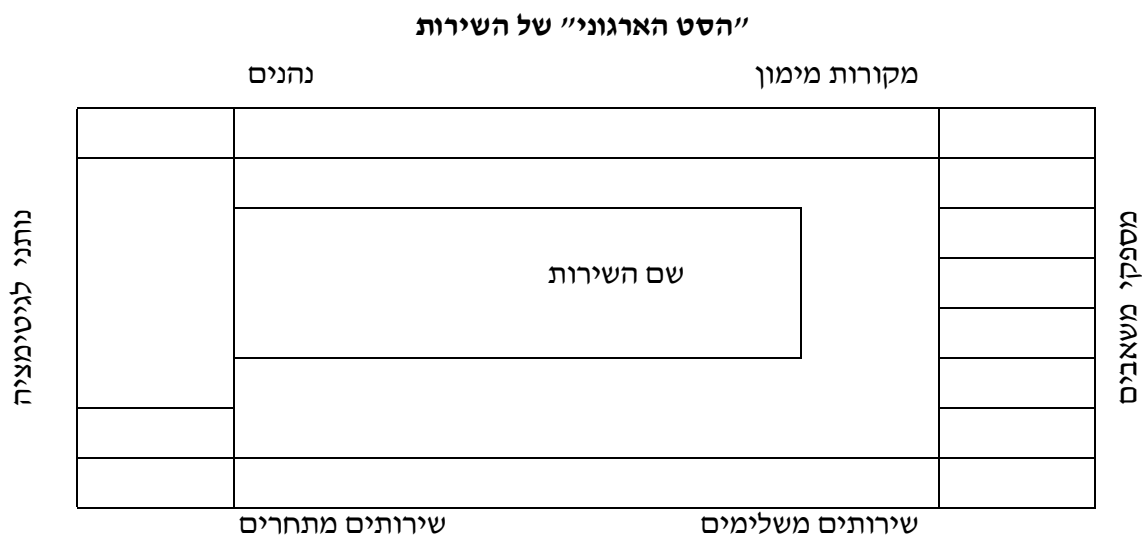 ״הסט הארגוני״ של השירות
מקורות מימון
נהנים
מספקי משאבים
שם השירות
נותני לגיטימציה
שירותים משלימים
שירותים מתחרים